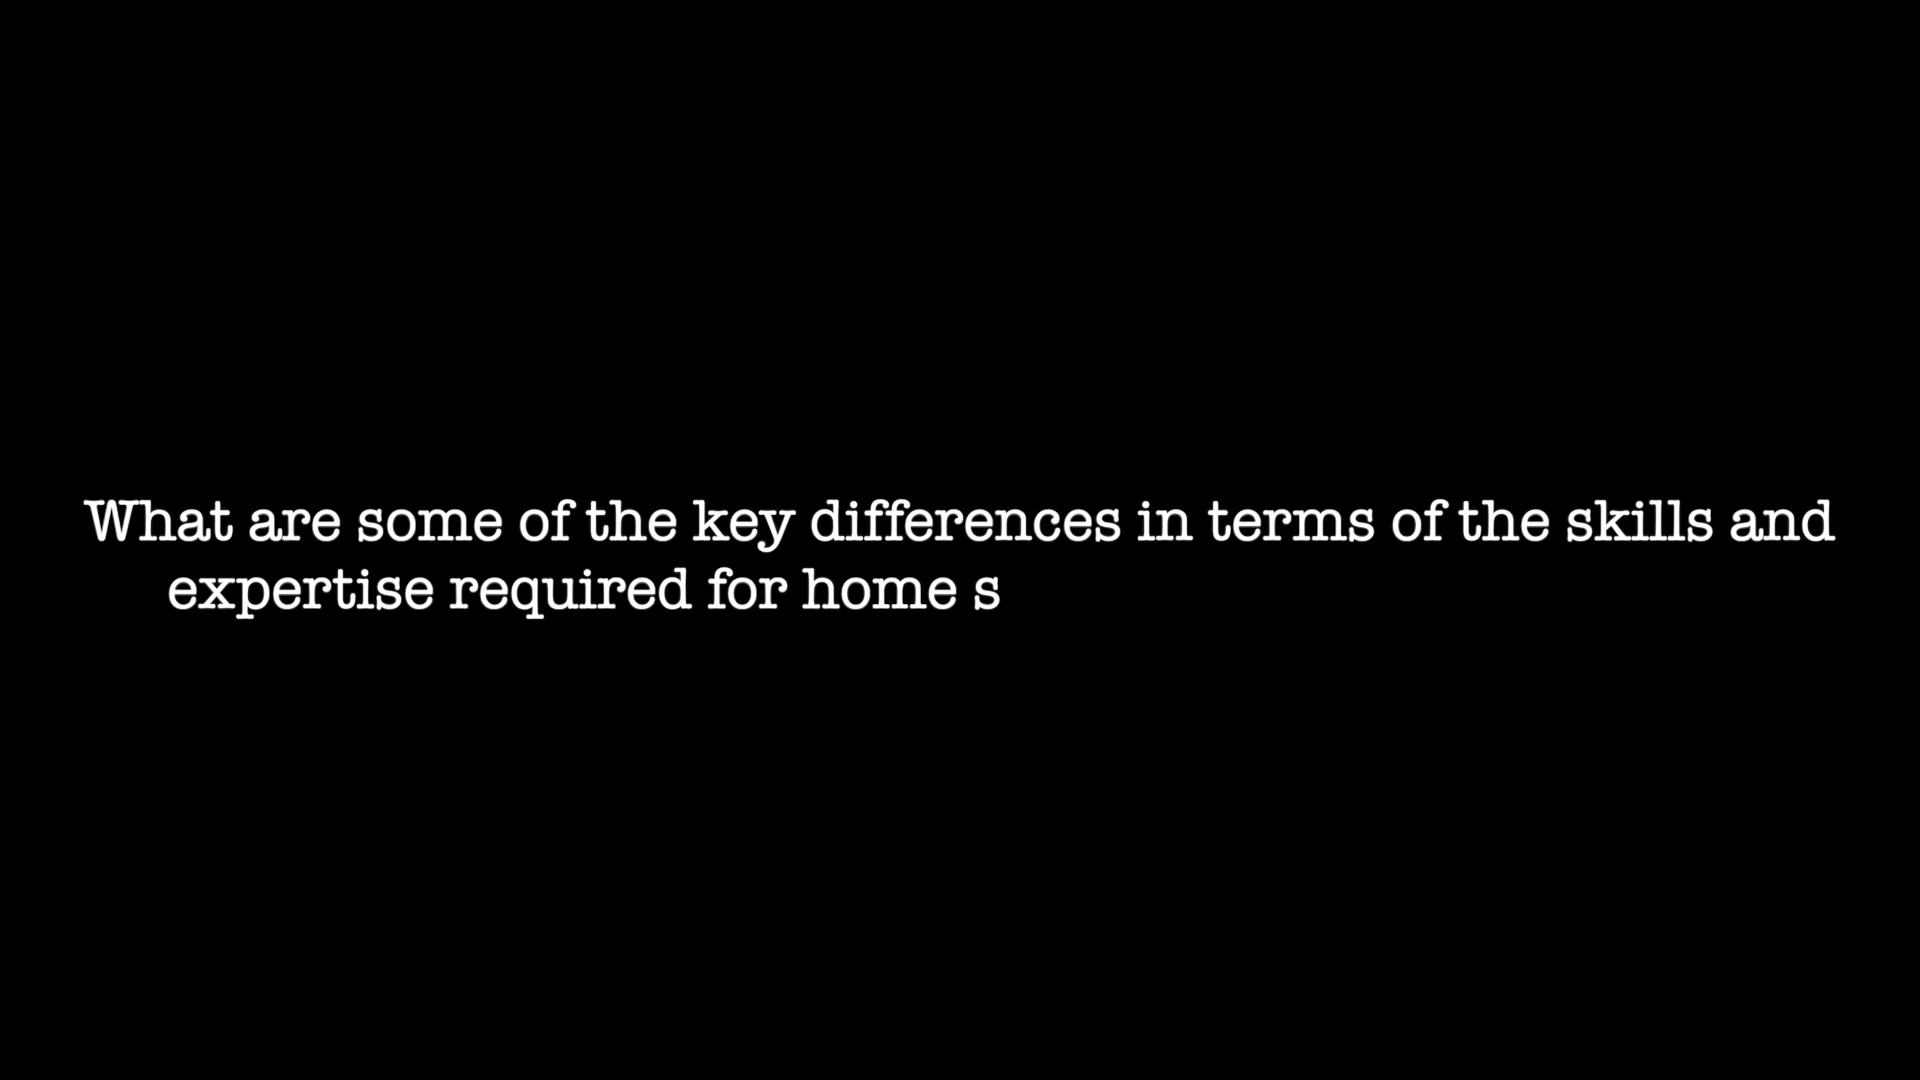 What are some of the key differences in terms of the skills and
expertise required for home s